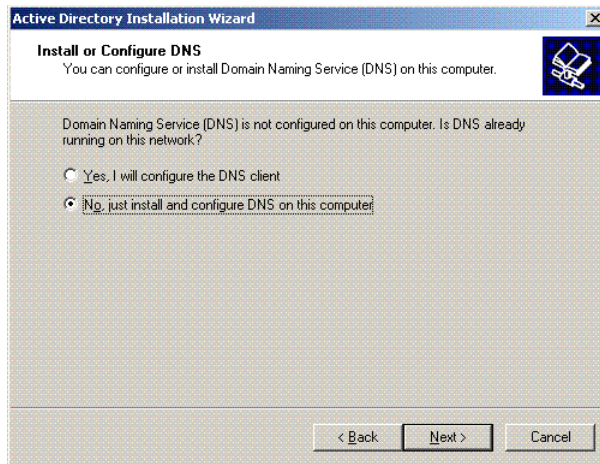 Active Directory Installation Wizard
Install or Configure DNS
You can configure or install Domain Naming Service (DNS) on this computer.
Domain Naming Service (DNS) is not configured on this computer. Is DNS already
running on this network?
Yes, I will configure the DNS client
No, just install and configure DNS on this computer
< Back
Next >
Cancel